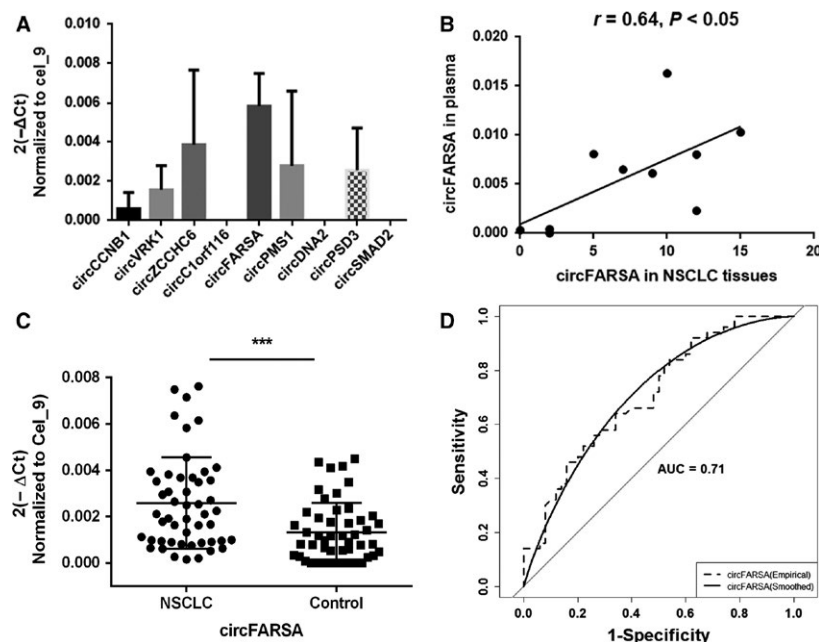 A
2(−ΔCt)
Normalized to cel_9
0.010
0.008
0.006
0.004
0.002
0.000
circCCNB1
circVRK1
circZCCHC6
circC1orf116
circFARSA
circPMS1
circDNA2
circPSD3
circSMAD2
B
r = 0.64, P < 0.05
circFARSA in plasma
0.020
0.015
0.010
0.005
0.000
0
5
10
15
20
circFARSA in NSCLC tissues
C
***
2(− ΔCt)
Normalized to Cel_9)
0.008
0.006
0.004
0.002
0.000
NSCLC
Control
circFARSA
D
Sensitivity
1.0
0.8
0.6
0.4
0.2
0.0
AUC = 0.71
circFARSA(Empirical)
circFARSA(Smoothed)
0.0
0.2
0.4
0.6
0.8
1.0
1-Specificity